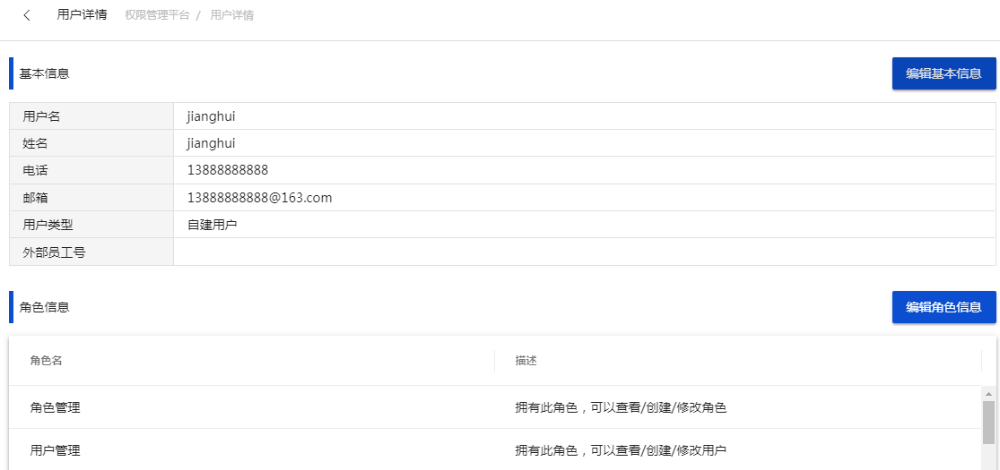 用户详情 权限管理平台 / 用户详情
基本信息 编辑基本信息
用户名 jianghui
姓名 jianghui
电话 13888888888
邮箱 13888888888@163.com
用户类型 自建用户
外部员工号
角色信息 编辑角色信息
角色名 描述
角色管理 拥有此角色，可以查看/创建/修改角色
用户管理 拥有此角色，可以查看/创建/修改用户